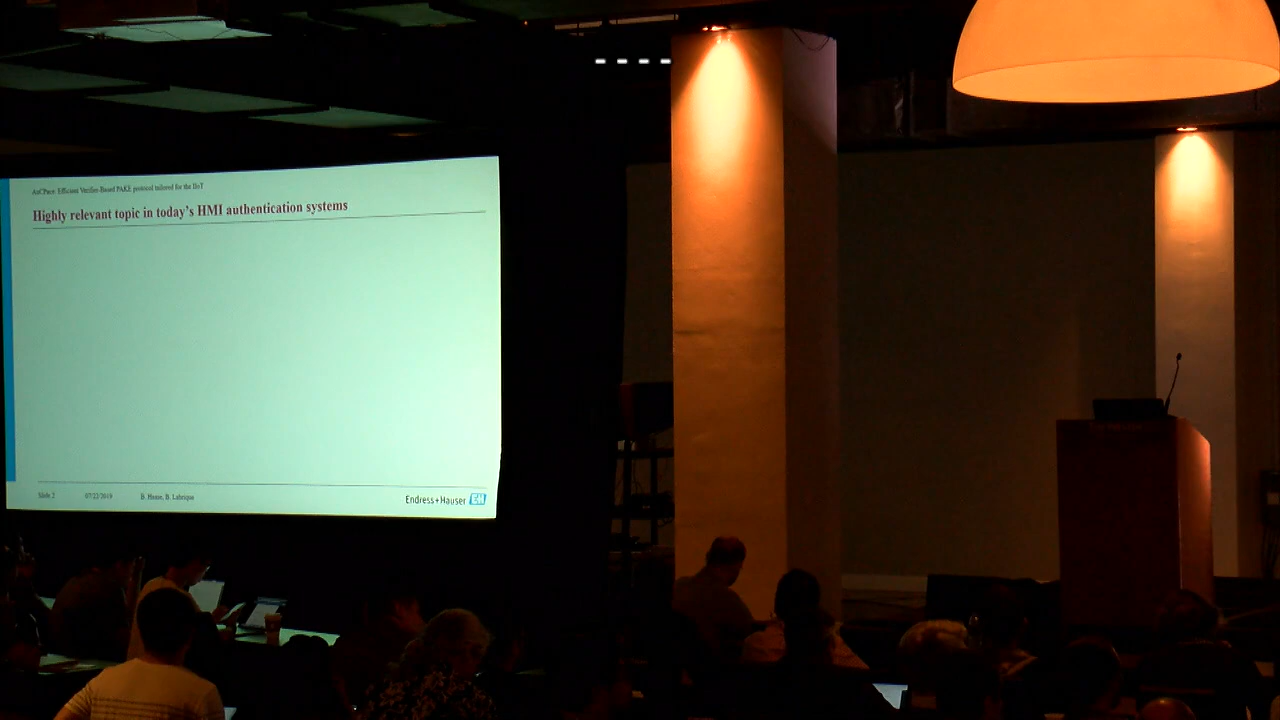 AuCPace: Efficient Verifier-Based PAKE protocol tailored for the IIoT
Highly relevant topic in today's HMI authentication systems
Slide 2 07/22/2019 B. Haase, B. Labrique
Endress+Hauser EH